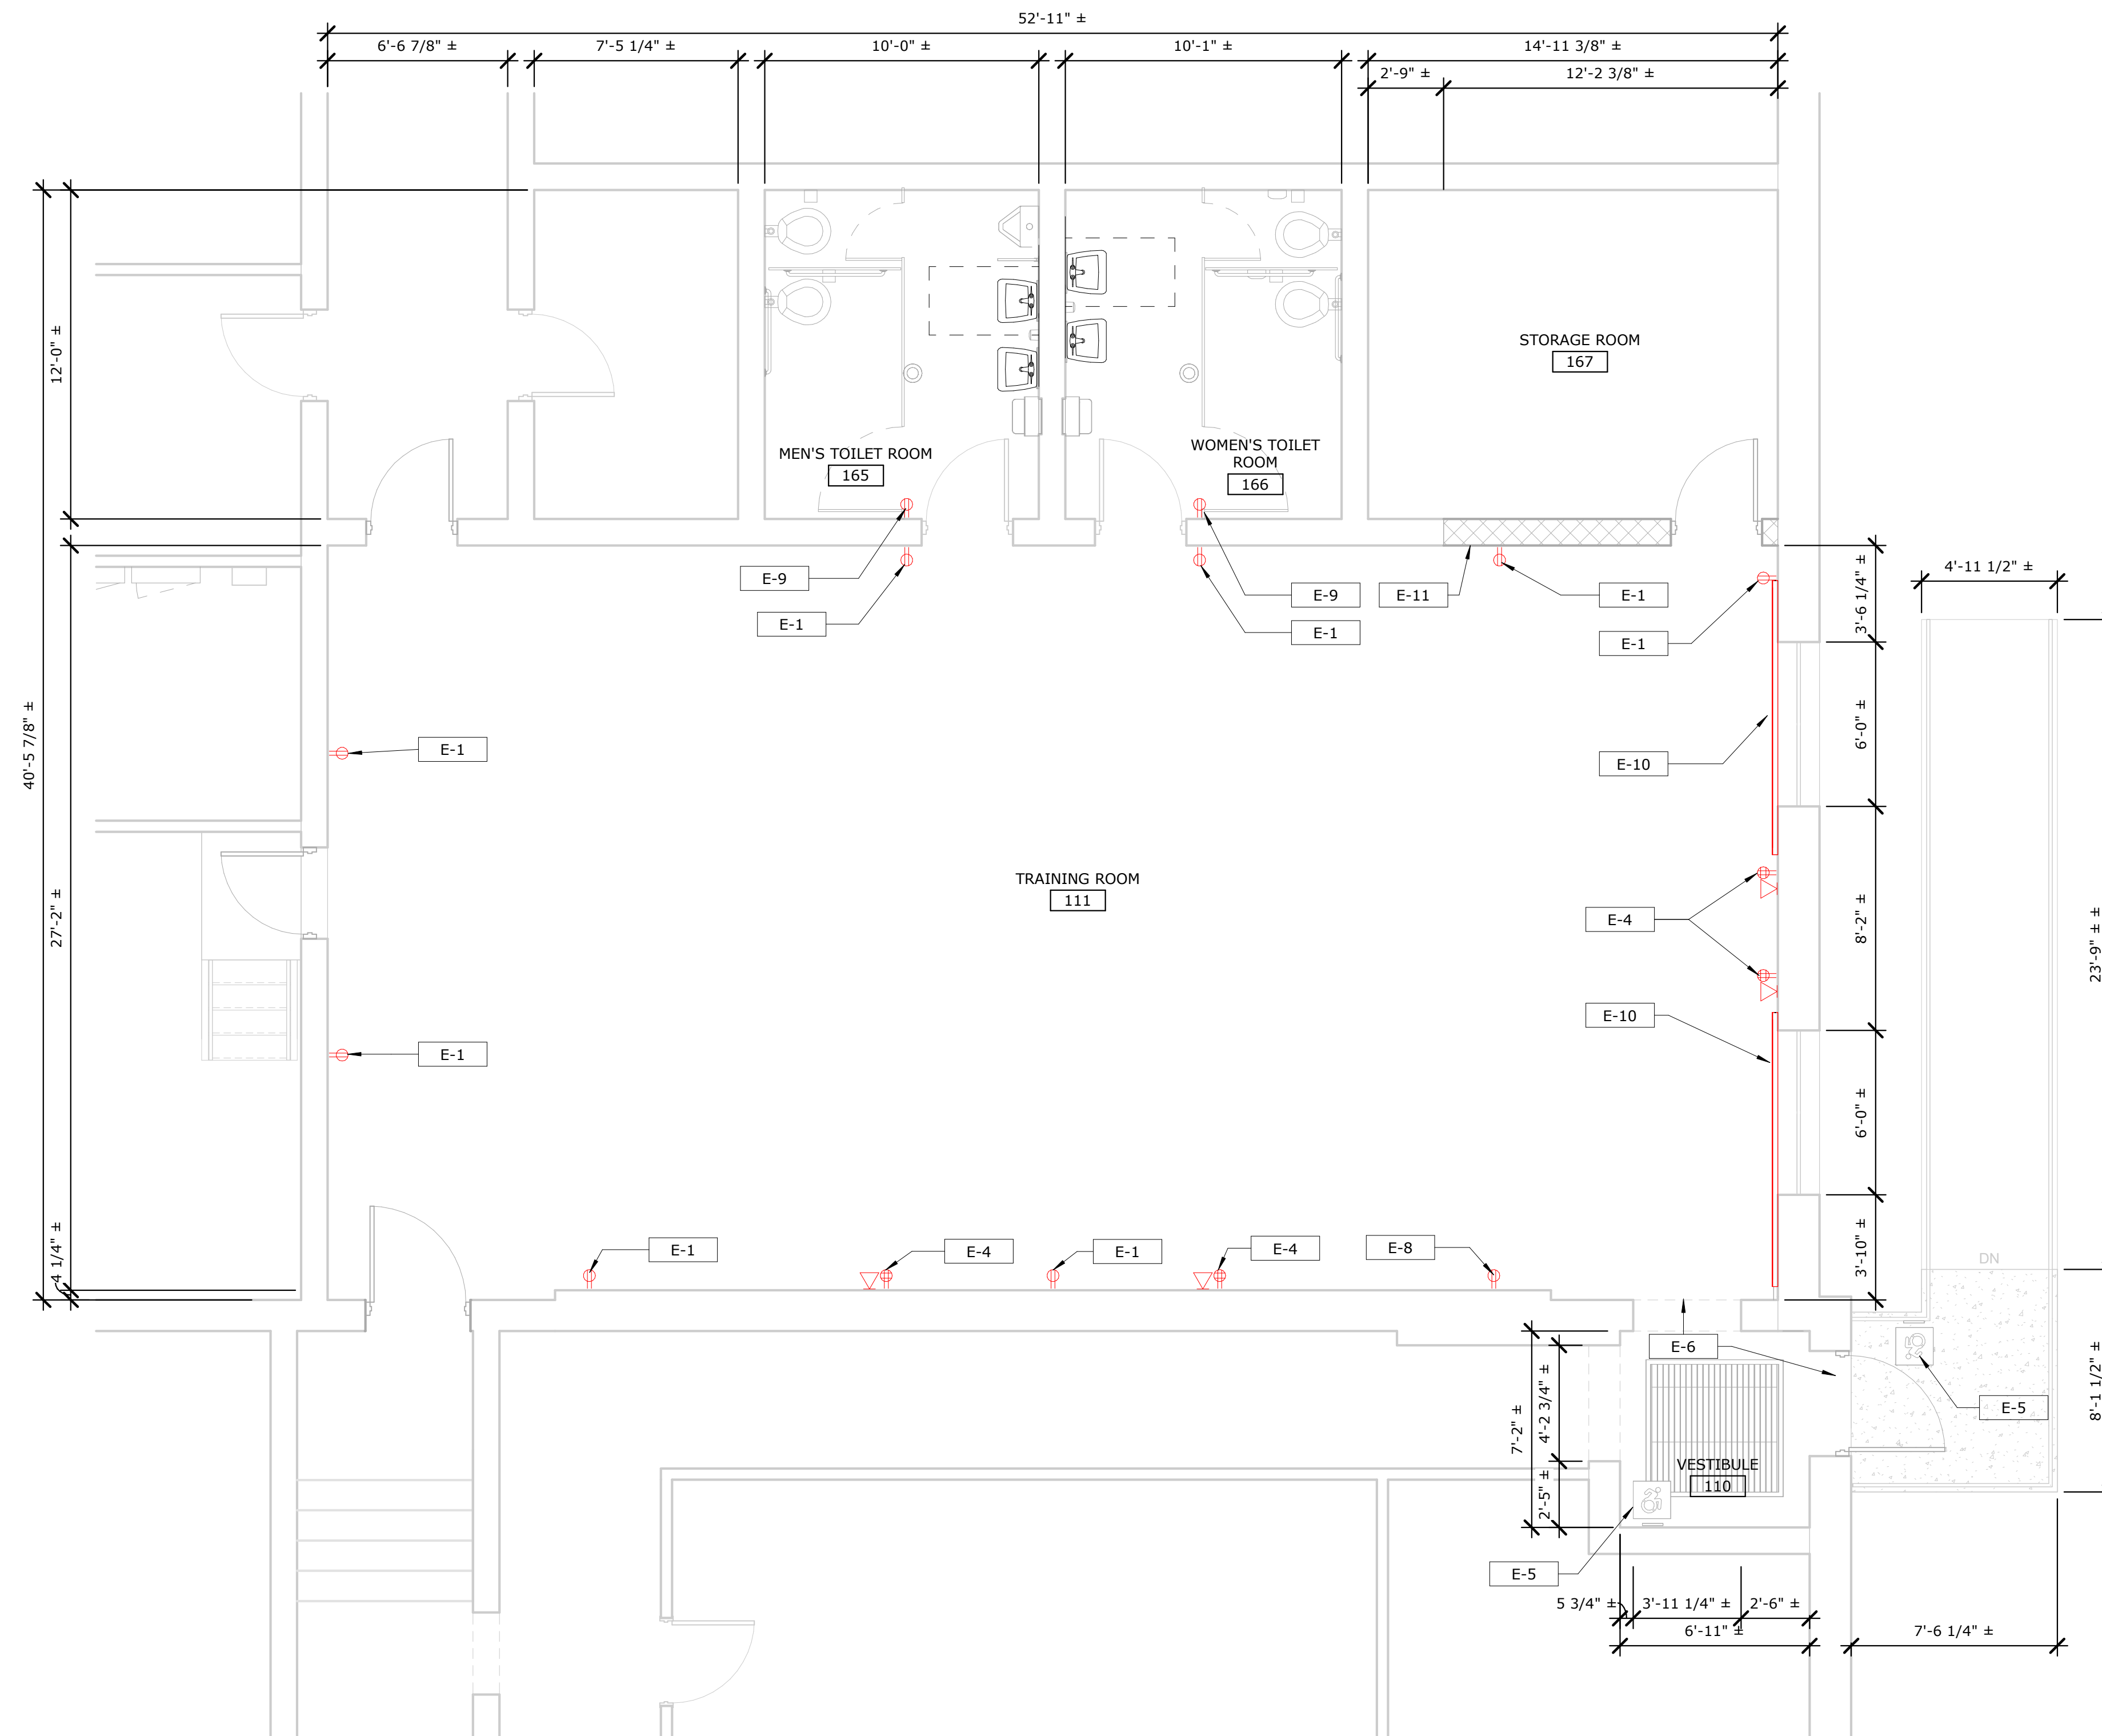 52'-11" ±
6'-6 7/8" ±
7'-5 1/4" ±
10'-0" ±
10'-1" ±
14'-11 3/8" ±
2'-9" ±
12'-2 3/8" ±
12'-0" ±
STORAGE ROOM
167
MEN'S TOILET ROOM
165
WOMEN'S TOILET
ROOM
166
E-9
E-1
E-9
E-1
E-11
E-1
E-1
3'-6 1/4" ±
4'-11 1/2" ±
40'-5 7/8" ±
6'-0" ±
E-1
E-10
TRAINING ROOM
111
27'-2" ±
E-4
8'-2" ±
23'-9" ± ±
E-10
E-1
6'-0" ±
4 1/4" ±
E-1
E-4
E-1
E-4
E-8
3'-10" ±
DN
E-6
7'-2" ±
4'-2 3/4" ±
8'-1 1/2" ±
E-5
VESTIBULE
110
2'-5" ±
E-5
5 3/4" ±
3'-11 1/4" ±
2'-6" ±
6'-11" ±
7'-6 1/4" ±